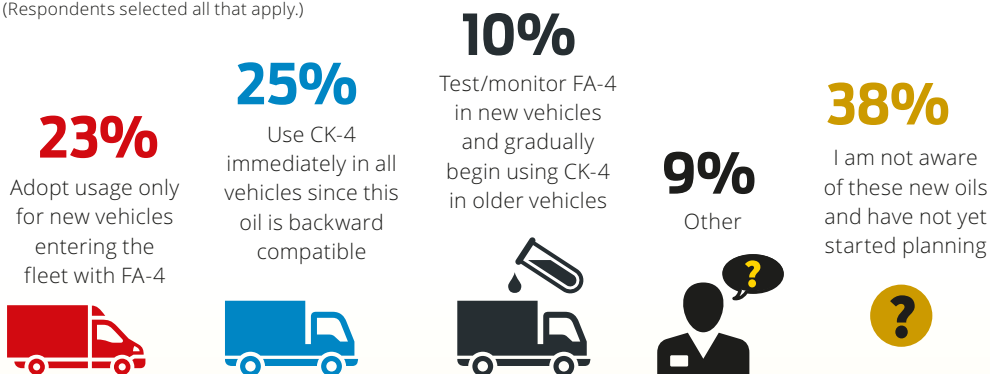 (Respondents selected all that apply.)
23%
Adopt usage only
for new vehicles
entering the
fleet with FA-4
25%
Use CK-4
immediately in all
vehicles since this
oil is backward
compatible
10%
Test/monitor FA-4
in new vehicles
and gradually
begin using CK-4
in older vehicles
9%
Other
?
38%
I am not aware
of these new oils
and have not yet
started planning
?